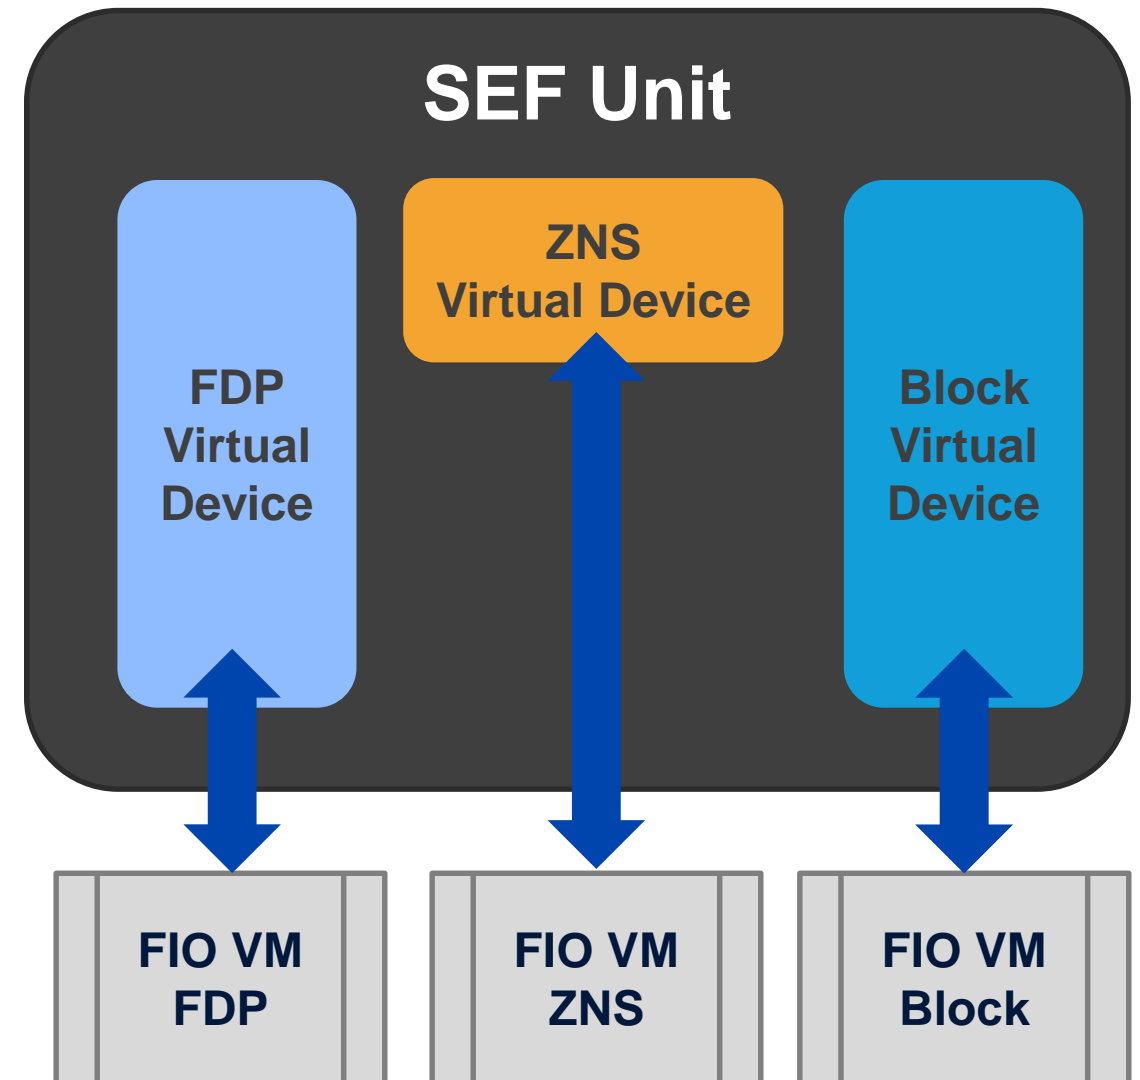 SEF Unit
FDP
Virtual
Device
ZNS
Virtual Device
Block
Virtual
Device
FIO VM
FDP
FIO VM
ZNS
FIO VM
Block